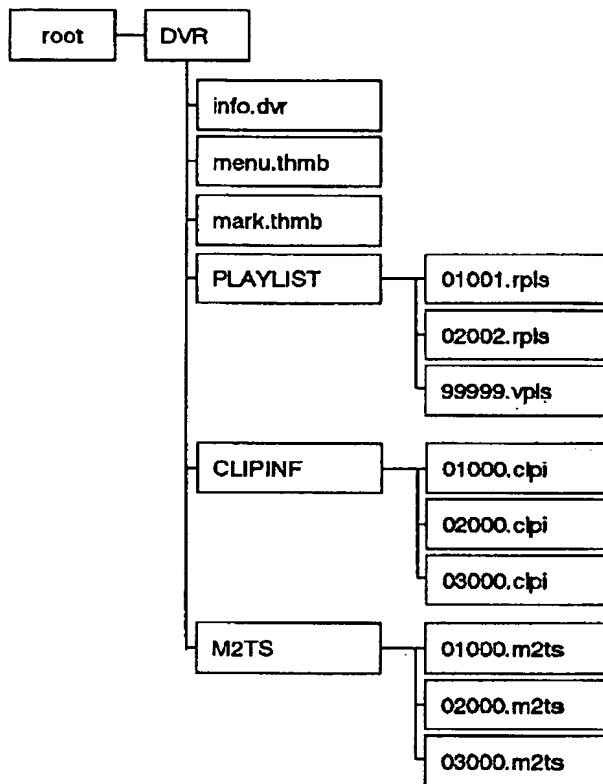 root DVR
info.dvr
menu.thmb
mark.thmb
PLAYLIST 01001.rpls
02002.rpls
99999.vpls
CLIPINF 01000.clpi
02000.clpi
03000.clpi
M2TS 01000.m2ts
02000.m2ts
03000.m2ts